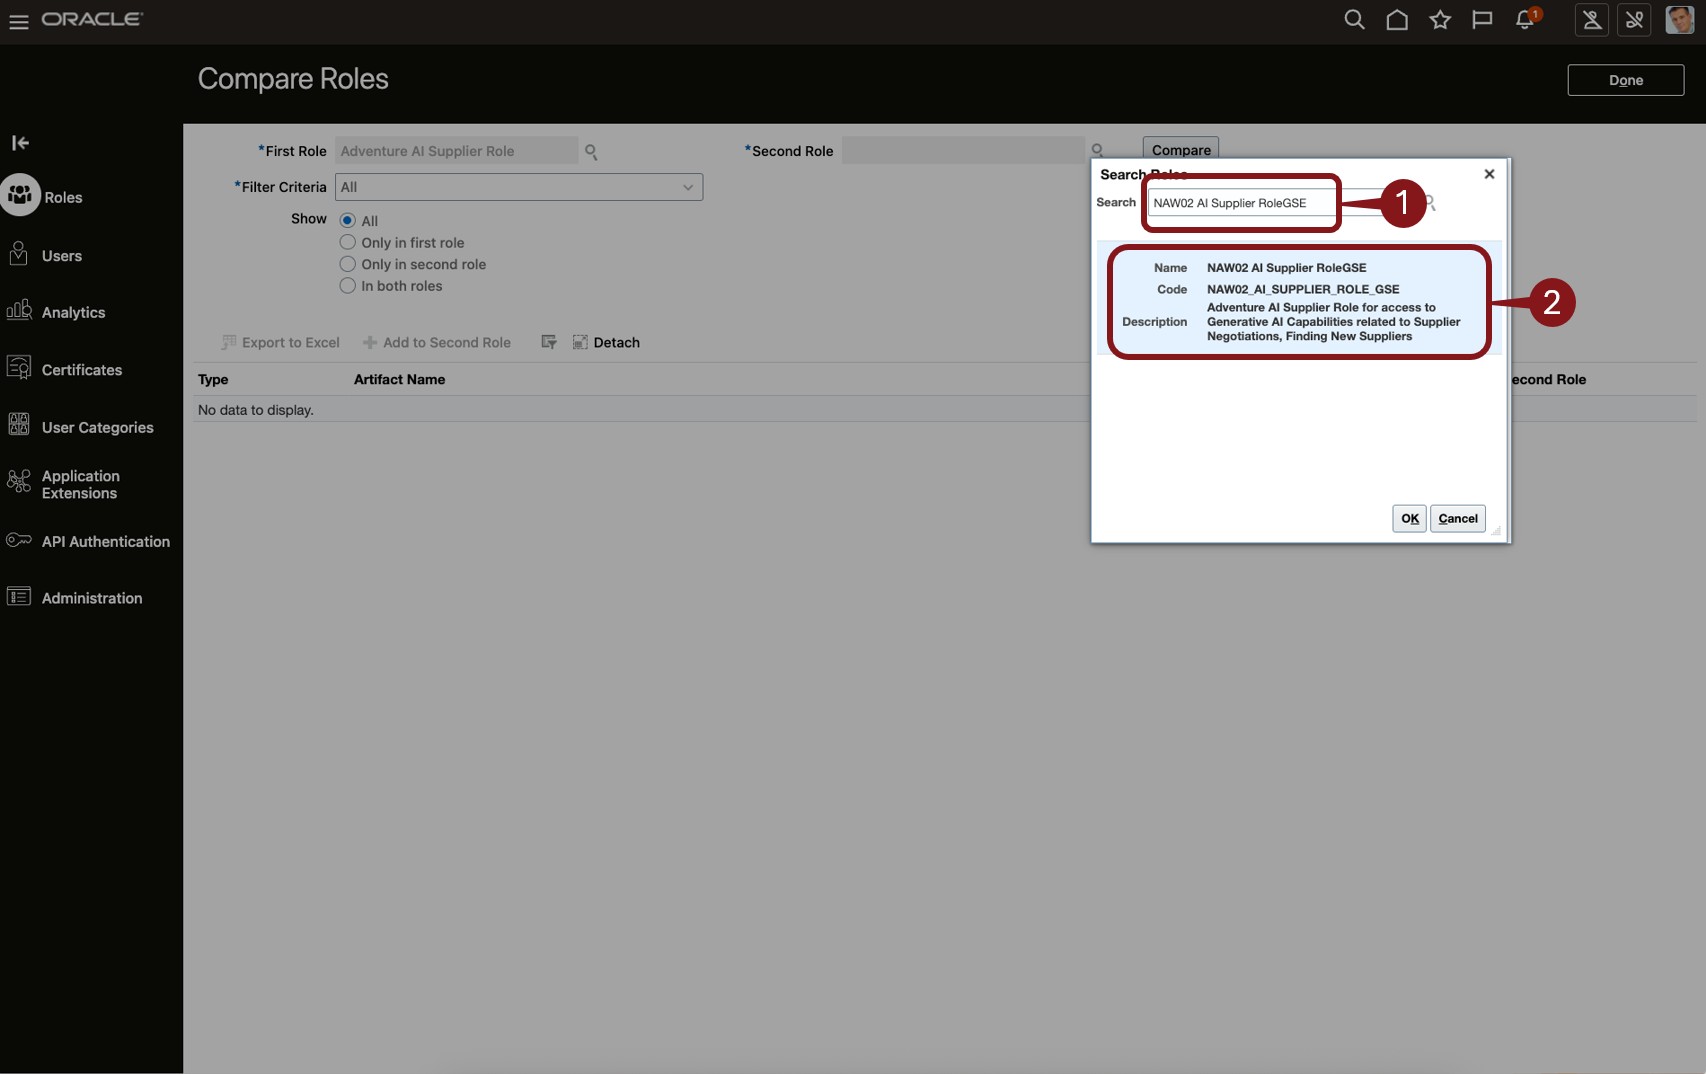 ORACLE
1
Compare Roles
Done
*First Role
Adventure AI Supplier Role
*Second Role
Compare
*Filter Criteria
All
Show
All
Only in first role
Only in second role
In both roles
Export to Excel
Add to Second Role
Detach
Type
Artifact Name
econd Role
No data to display.
Roles
Users
Analytics
Certificates
User Categories
Application
Extensions
API Authentication
Administration
Search Roles
Search
NAW02 AI Supplier RoleGSE
1
Name
NAW02 AI Supplier RoleGSE
Code
NAW02_AI_SUPPLIER_ROLE_GSE
Description
Adventure AI Supplier Role for access to
Generative AI Capabilities related to Supplier
Negotiations, Finding New Suppliers
2
OK
Cancel